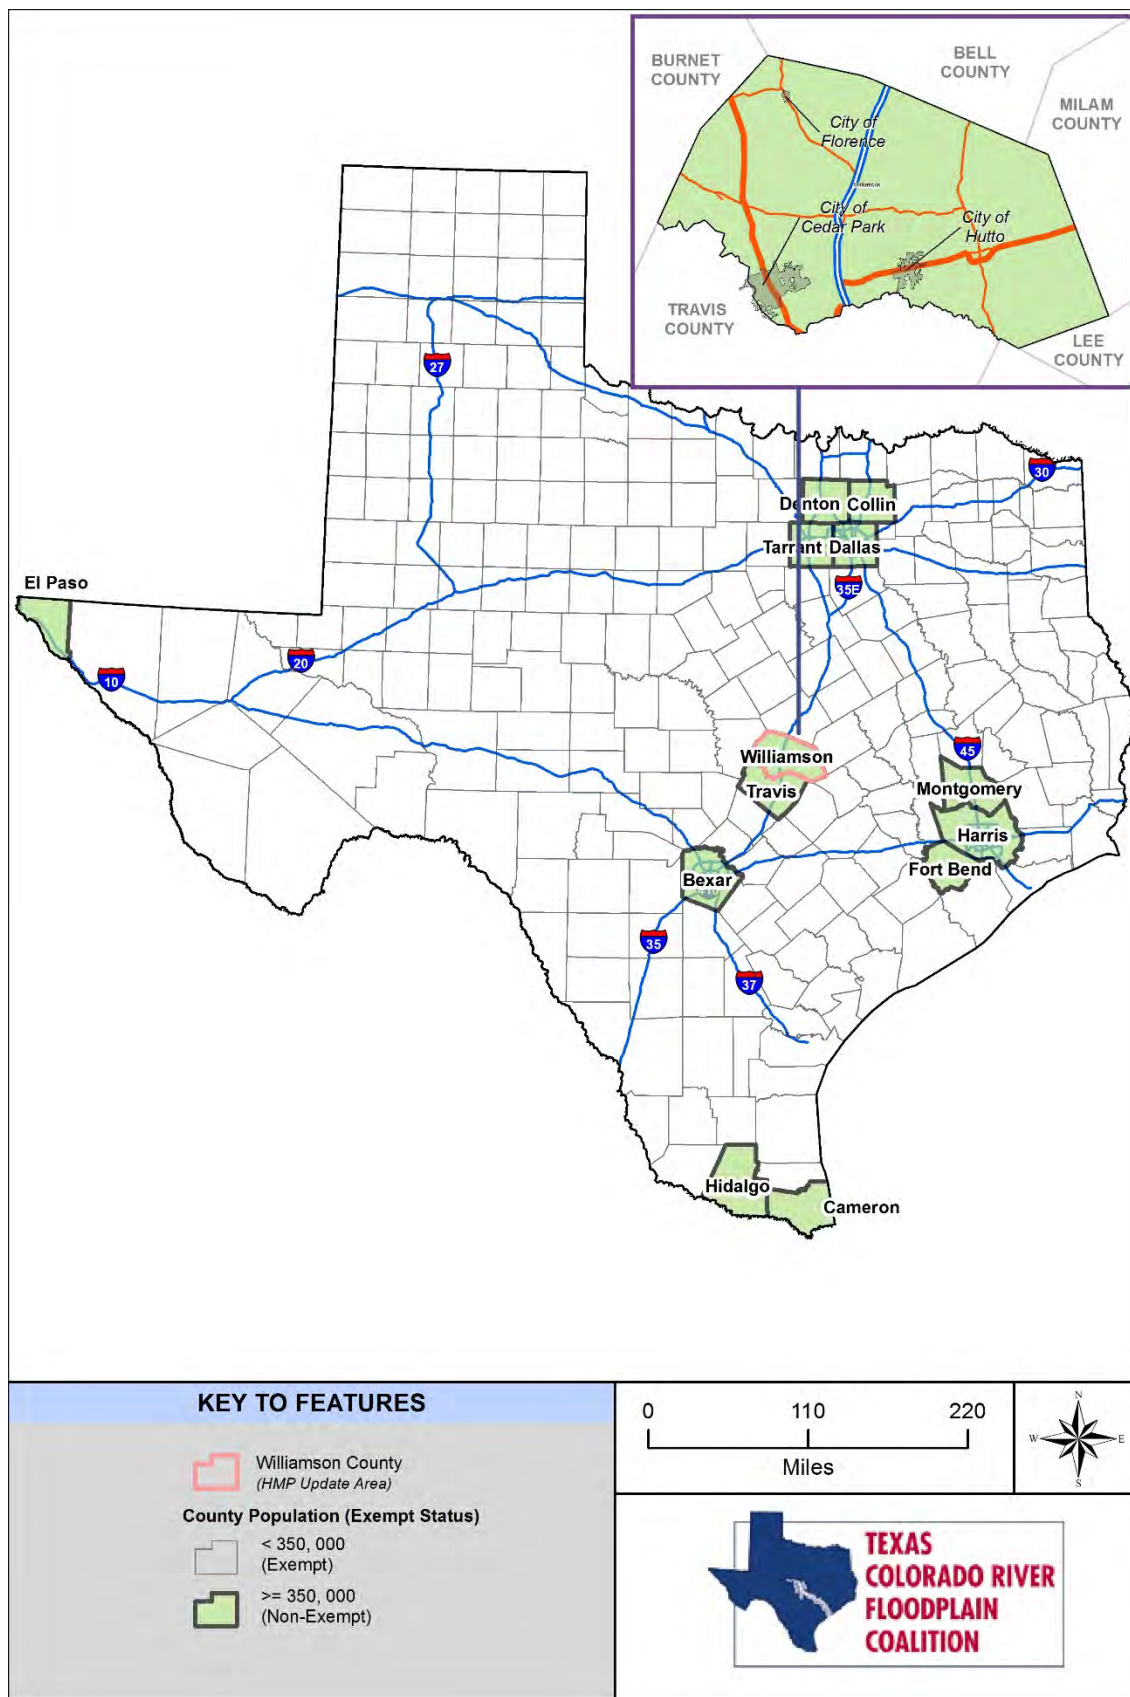 BURNET
COUNTY
BELL
COUNTY
MILAM
COUNTY
City of
Florence
Williamson
City of
Cedar Park
City of
Hutto
TRAVIS
COUNTY
LEE
COUNTY
27
30
Denton
Collin
Tarrant
Dallas
35E
El Paso
20
10
Williamson
Travis
45
Montgomery
Harris
Fort Bend
Bexar
35
37
Hidalgo
Cameron
KEY TO FEATURES
Williamson County
(HMP Update Area)
County Population (Exempt Status)
< 350, 000
(Exempt)
>= 350, 000
(Non-Exempt)
0 110 220
Miles
N
W E
S
TEXAS
COLORADO RIVER
FLOODPLAIN
COALITION